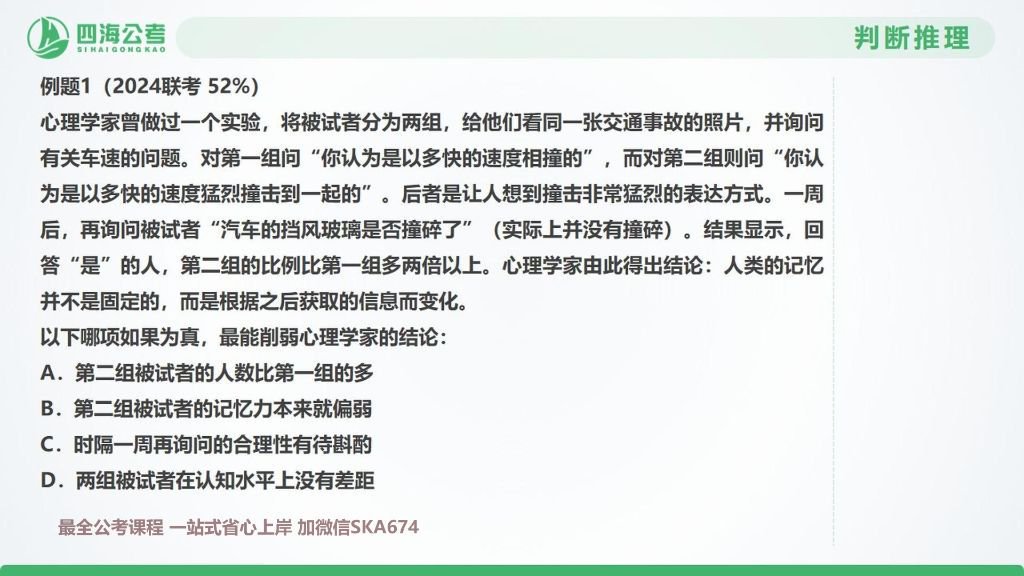 四海公考
SIHAIGONGKAO
判断推理
例题1（2024联考 52%）
心理学家曾做过一个实验，将被试者分为两组，给他们看同一张交通事故的照片，并询问
有关车速的问题。对第一组问“你认为是以多快的速度相撞的”，而对第二组则问“你认
为是以多快的速度猛烈撞击到一起的”。后者是让人想到撞击非常猛烈的表达方式。一周
后，再询问被试者“汽车的挡风玻璃是否撞碎了”（实际上并没有撞碎）。结果显示，回
答“是”的人，第二组的比例比第一组多两倍以上。心理学家由此得出结论：人类的记忆
并不是固定的，而是根据之后获取的信息而变化。
以下哪项如果为真，最能削弱心理学家的结论：
A．第二组被试者的人数比第一组的多
B．第二组被试者的记忆力本来就偏弱
C．时隔一周再询问的合理性有待斟酌
D．两组被试者在认知水平上没有差距
最全公考课程 一站式省心上岸 加微信SKA674